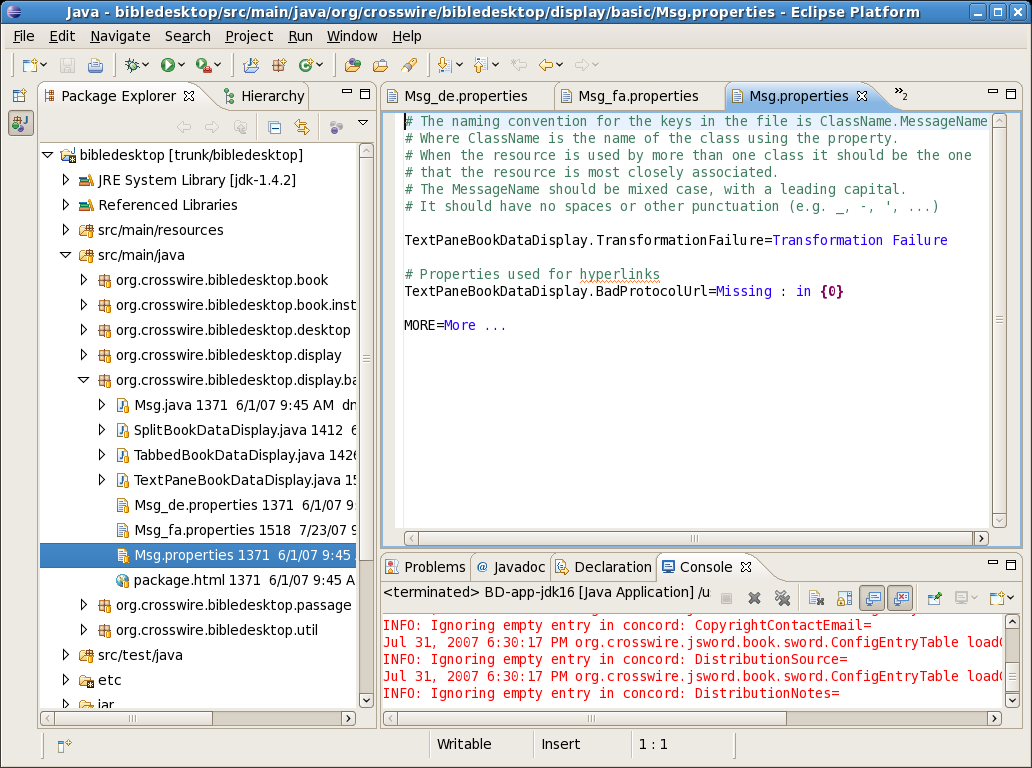 Java - bibledesktop/src/main/java/org/crosswire/bibledesktop/display/basic/Msg.properties - Eclipse Platform
File Edit Navigate Search Project Run Window Help
Package Explorer
Hierarchy
bibledesktop [trunk/bibledesktop]
JRE System Library [jdk-1.4.2]
Referenced Libraries
src/main/resources
src/main/java
org.crosswire.bibledesktop.book
org.crosswire.bibledesktop.book.inst
org.crosswire.bibledesktop.desktop
org.crosswire.bibledesktop.display
org.crosswire.bibledesktop.display.ba
Msg.java 1371 6/1/07 9:45 AM dm
SplitBookDataDisplay.java 1412 6
TabbedBookDataDisplay.java 1426
TextPaneBookDataDisplay.java 15
Msg_de.properties 1371 6/1/07 9:
Msg_fa.properties 1518 7/23/07 9
Msg.properties 1371 6/1/07 9:45
package.html 1371 6/1/07 9:45 A
org.crosswire.bibledesktop.passage
org.crosswire.bibledesktop.util
src/test/java
etc
jar
Msg_de.properties
Msg_fa.properties
Msg.properties
»2
# The naming convention for the keys in the file is ClassName.MessageName
# Where ClassName is the name of the class using the property.
# When the resource is used by more than one class it should be the one
# that the resource is most closely associated.
# The MessageName should be mixed case, with a leading capital.
# It should have no spaces or other punctuation (e.g. _, -, ', ...)
TextPaneBookDataDisplay.TransformationFailure=Transformation Failure
# Properties used for hyperlinks
TextPaneBookDataDisplay.BadProtocolUrl=Missing : in {0}
MORE=More ...
Problems
@ Javadoc
Declaration
Console
<terminated> BD-app-jdk16 [Java Application] /u
INFO: Ignoring empty entry in concord: CopyrightContactEmail=
Jul 31, 2007 6:30:17 PM org.crosswire.jsword.book.sword.ConfigEntryTable loadC
INFO: Ignoring empty entry in concord: DistributionSource=
Jul 31, 2007 6:30:17 PM org.crosswire.jsword.book.sword.ConfigEntryTable loadC
INFO: Ignoring empty entry in concord: DistributionNotes=
Writable
Insert
1 : 1